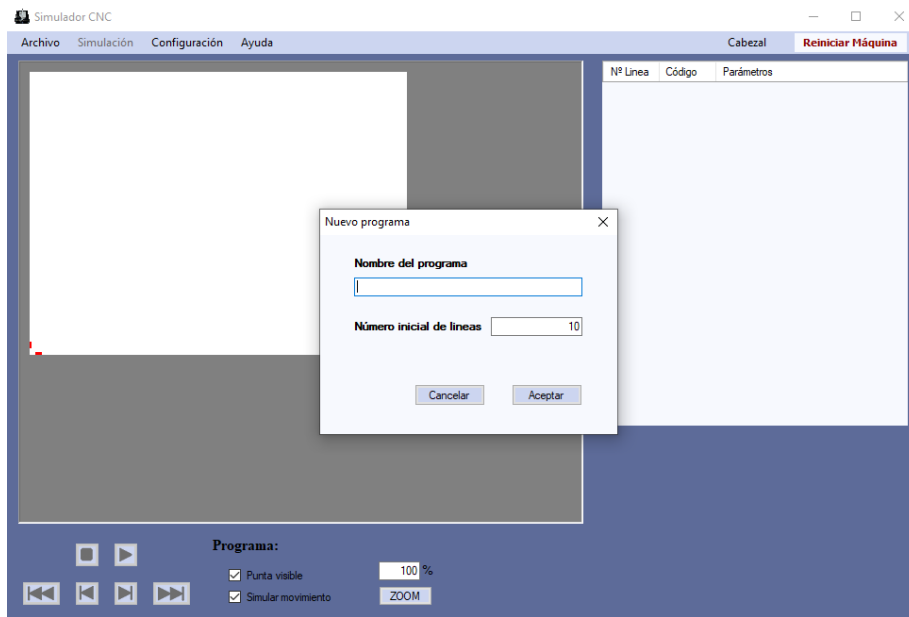 Simulador CNC
Archivo Simulación Configuración Ayuda Cabezal Reiniciar Máquina
Nº Linea Código Parámetros
Nuevo programa
Nombre del programa
Número inicial de lineas 10
Cancelar Aceptar
Programa:
Punta visible 100 %
Simular movimiento ZOOM